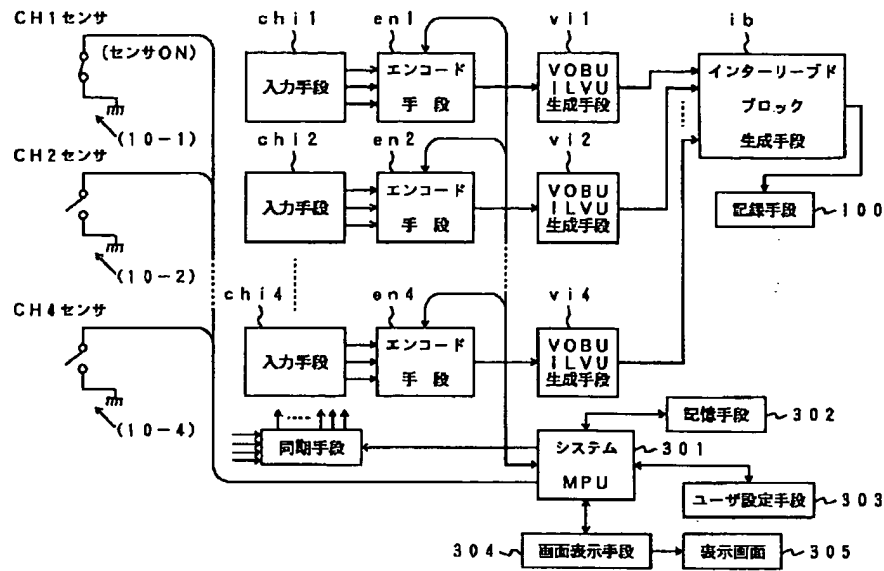 CH1センサ
(センサON)
(10-1)
CH2センサ
(10-2)
CH4センサ
(10-4)
chi1
入力手段
en1
エンコード
手段
vi1
VOBU
ILVU
生成手段
ib
インターリーブド
ブロック
生成手段
記録手段
100
chi2
入力手段
en2
エンコード
手段
vi2
VOBU
ILVU
生成手段
chi4
入力手段
en4
エンコード
手段
vi4
VOBU
ILVU
生成手段
同期手段
システム
MPU
301
記憶手段
302
ユーザ設定手段
303
304
画面表示手段
表示画面
305